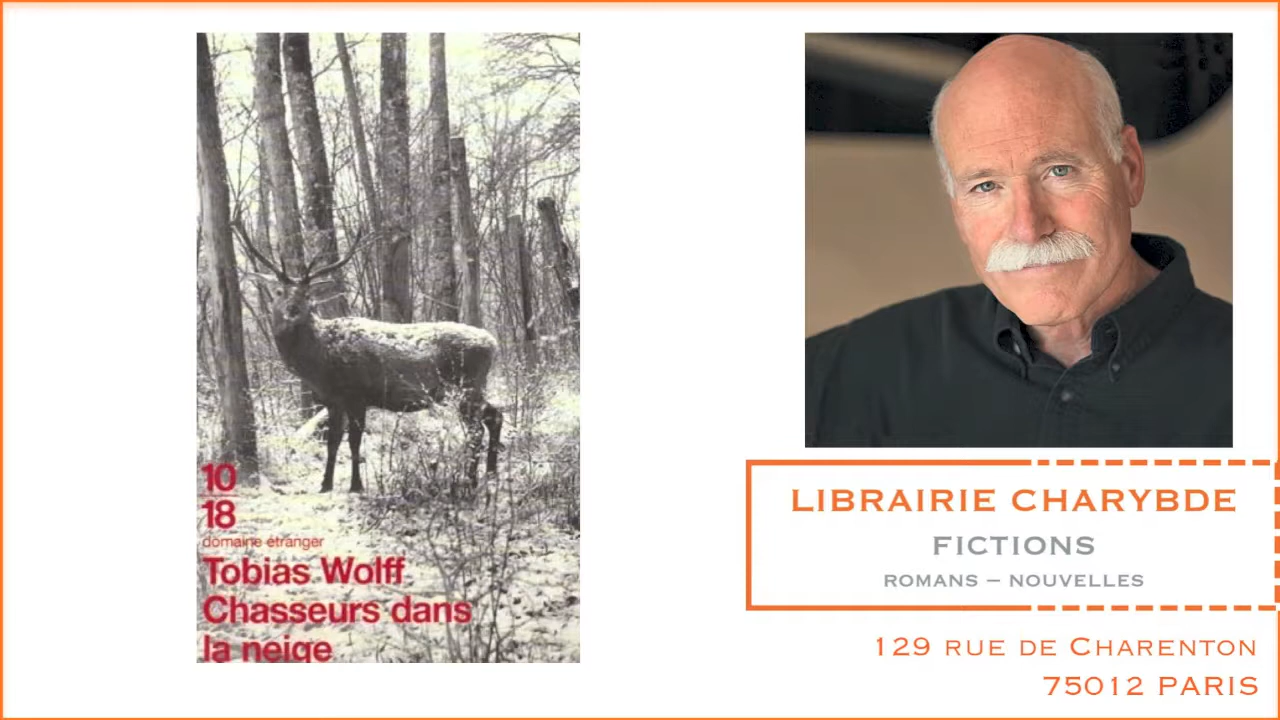 10
18
domaine étranger
Tobias Wolff
Chasseurs dans
la neige
LIBRAIRIE CHARYBDE
FICTIONS
ROMANS – NOUVELLES
129 RUE DE CHARENTON
75012 PARIS